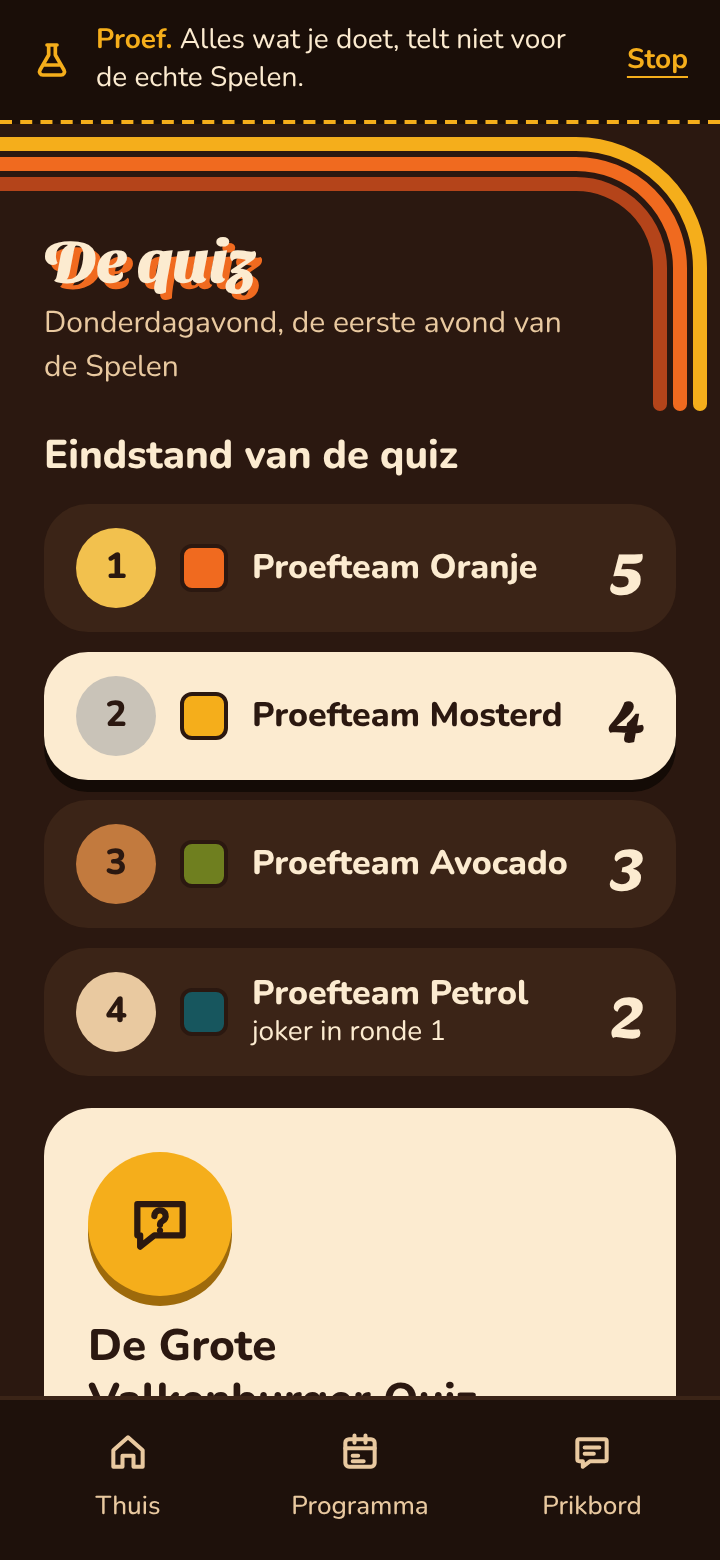 Proef. Alles wat je doet, telt niet voor
de echte Spelen.
Stop
De quiz
Donderdagavond, de eerste avond van
de Spelen
Eindstand van de quiz
1 Proefteam Oranje 5
2 Proefteam Mosterd 4
3 Proefteam Avocado 3
4 Proefteam Petrol 2
joker in ronde 1
De Grote
Valkenburger Quiz
Thuis Programma Prikbord